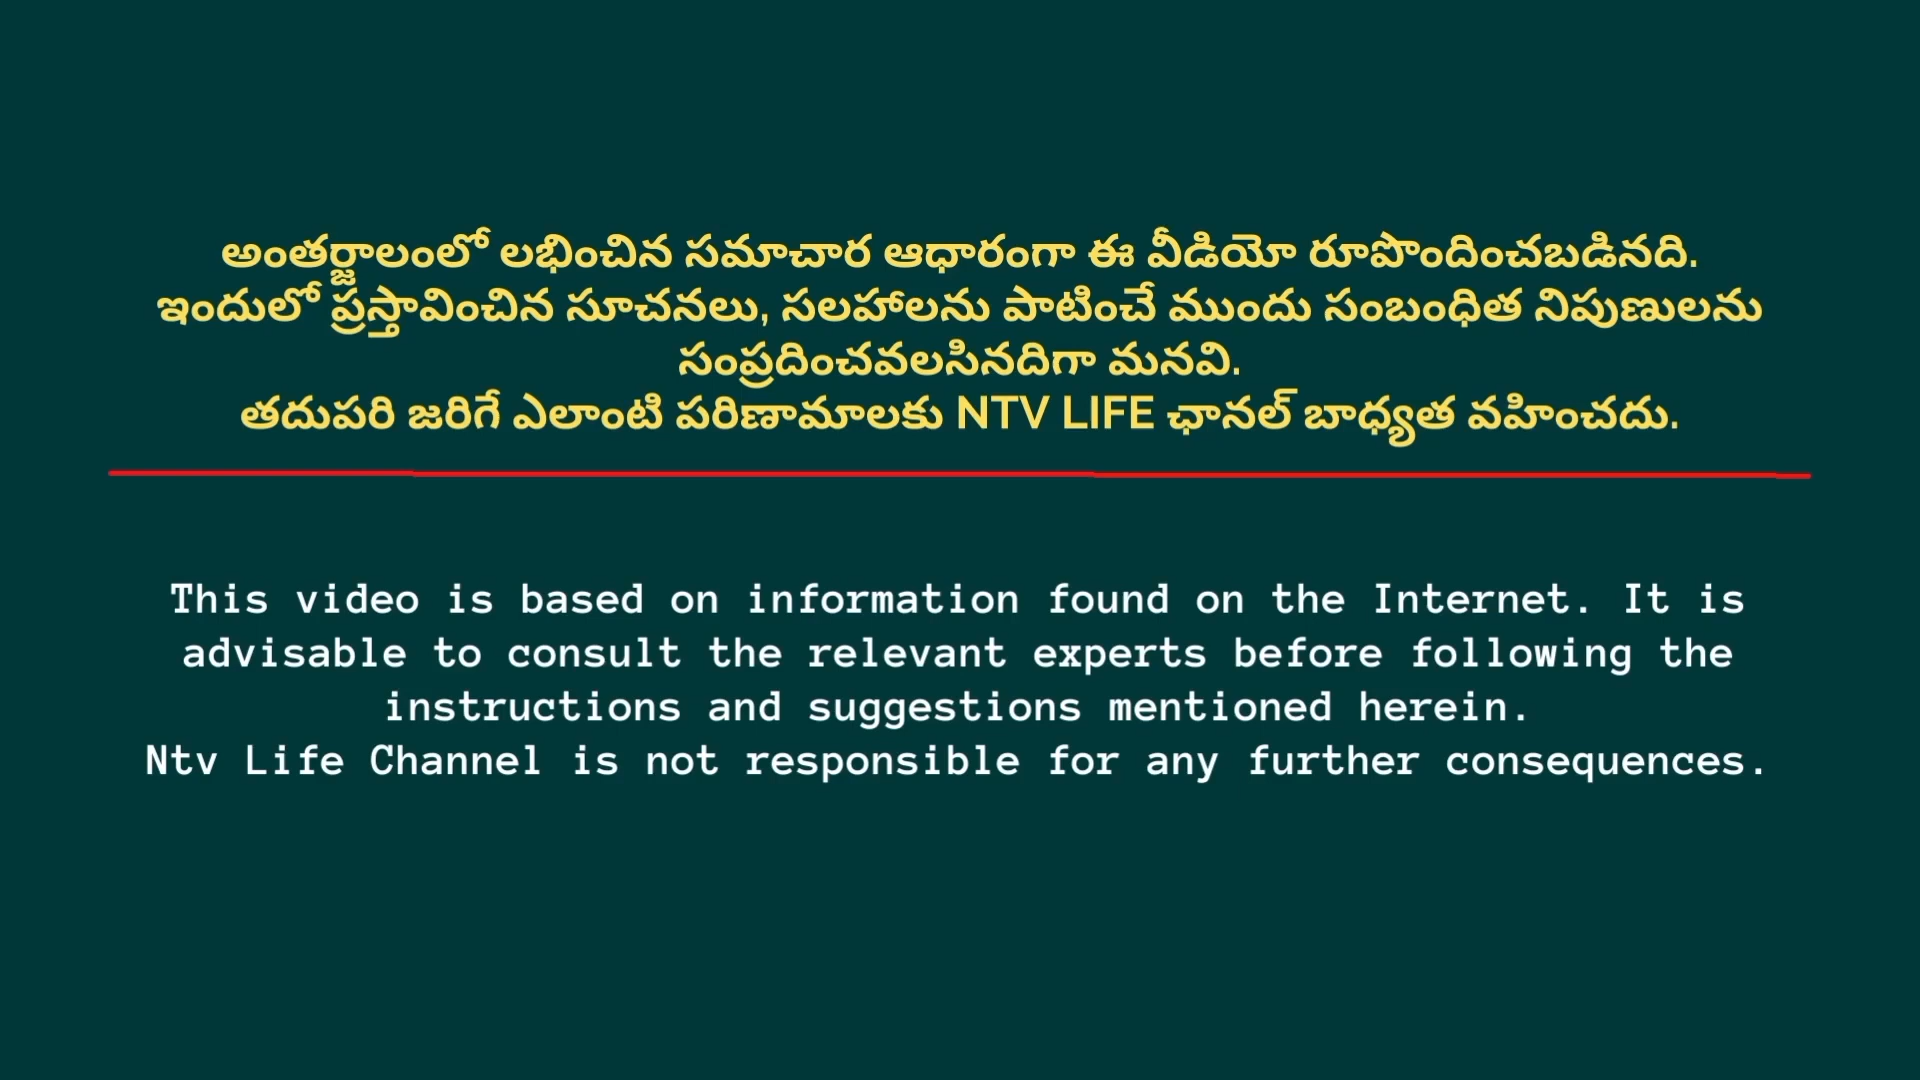 అంతర్జాలంలో లభించిన సమాచార ఆధారంగా ఈ వీడియో రూపొందించబడినది.
ఇందులో ప్రస్తావించిన సూచనలు, సలహాలను పాటించే ముందు సంబంధిత నిపుణులను
సంప్రదించవలసినదిగా మనవి.
తదుపరి జరిగే ఎలాంటి పరిణామాలకు NTV LIFE ఛానల్ బాధ్యత వహించదు.
This video is based on information found on the Internet. It is
advisable to consult the relevant experts before following the
instructions and suggestions mentioned herein.
Ntv Life Channel is not responsible for any further consequences.